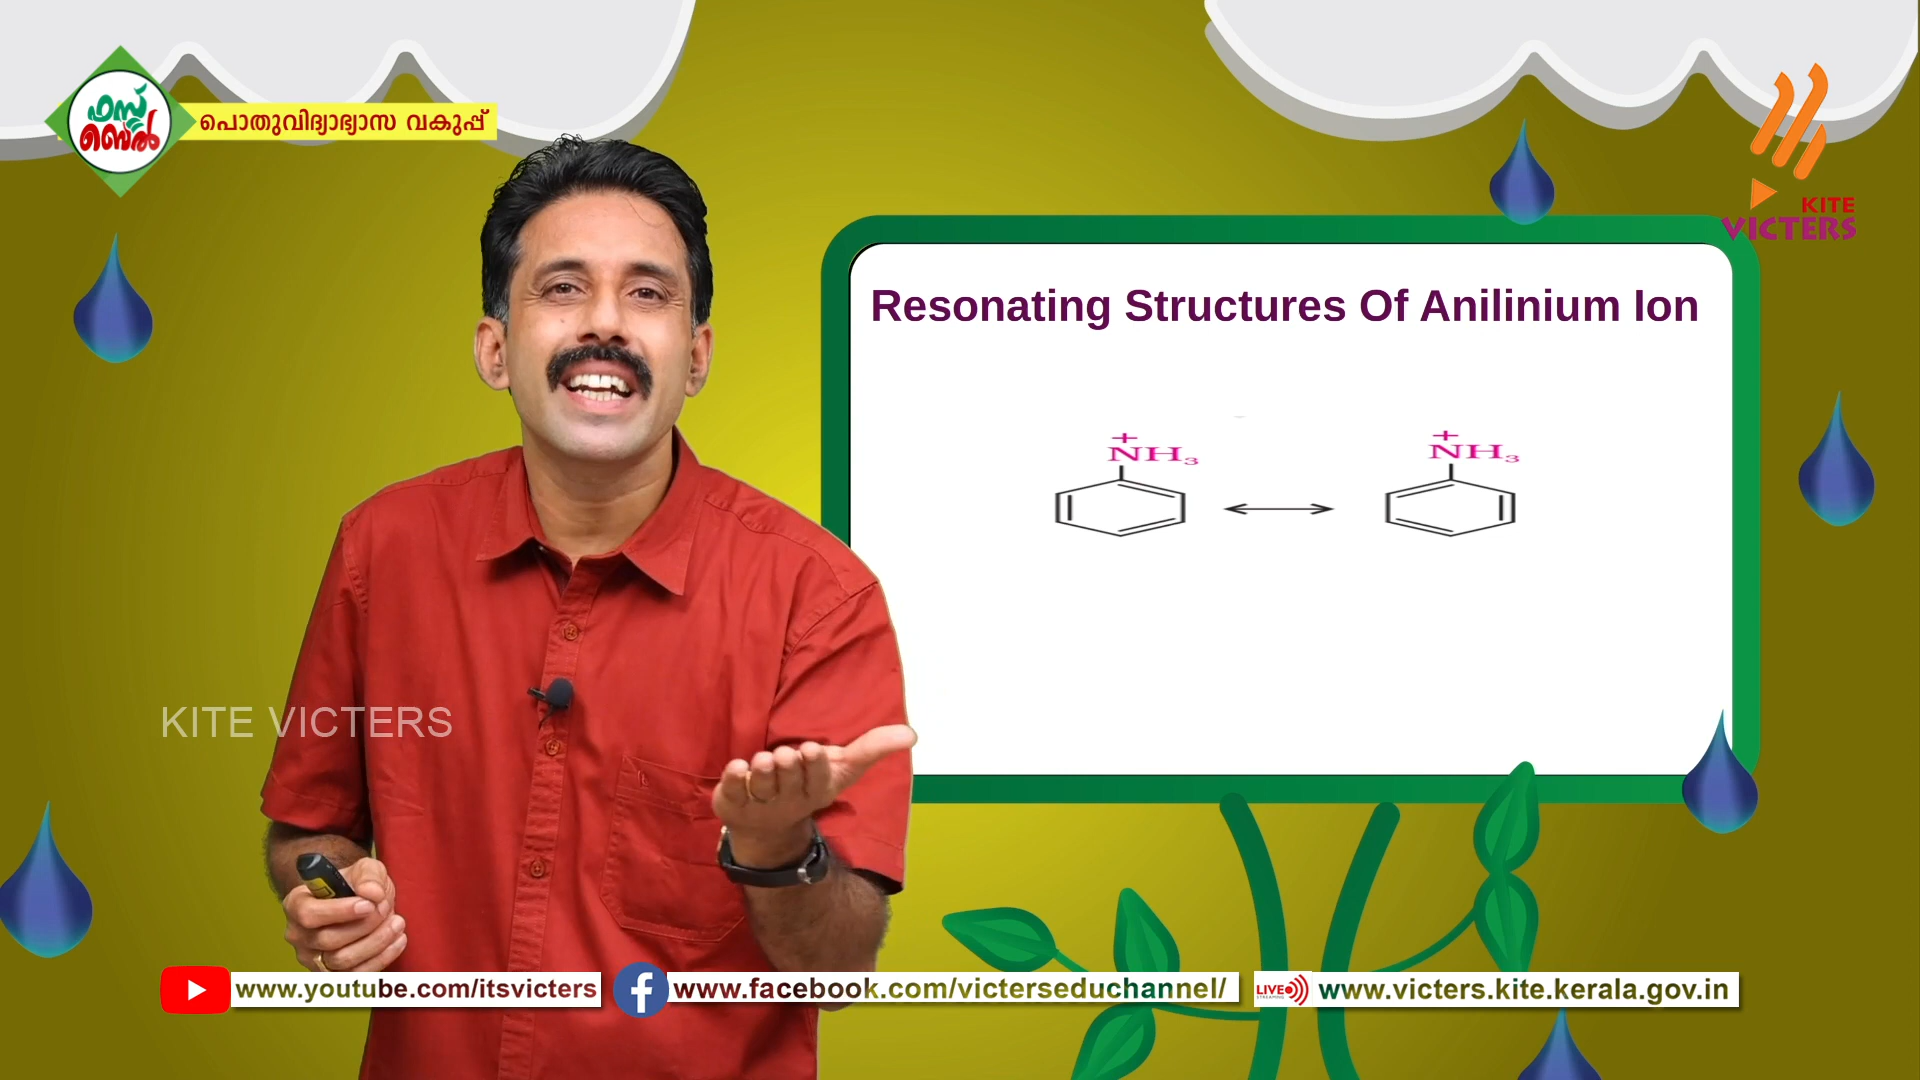 ഫസ്റ്റ്
ബെൽ
പൊതുവിദ്യാഭ്യാസ വകുപ്പ്
KITE
VICTERS
Resonating Structures Of Anilinium Ion
+
NH3
+
NH3
KITE VICTERS
www.youtube.com/itsvicters
www.facebook.com/victerseduchannel/
LIVE
STREAMING
www.victers.kite.kerala.gov.in